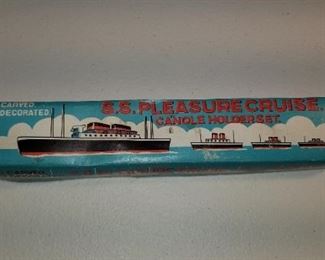 CARVED.
DECORATED.
S.S. PLEASURE CRUISE
CANDLE HOLDER SET